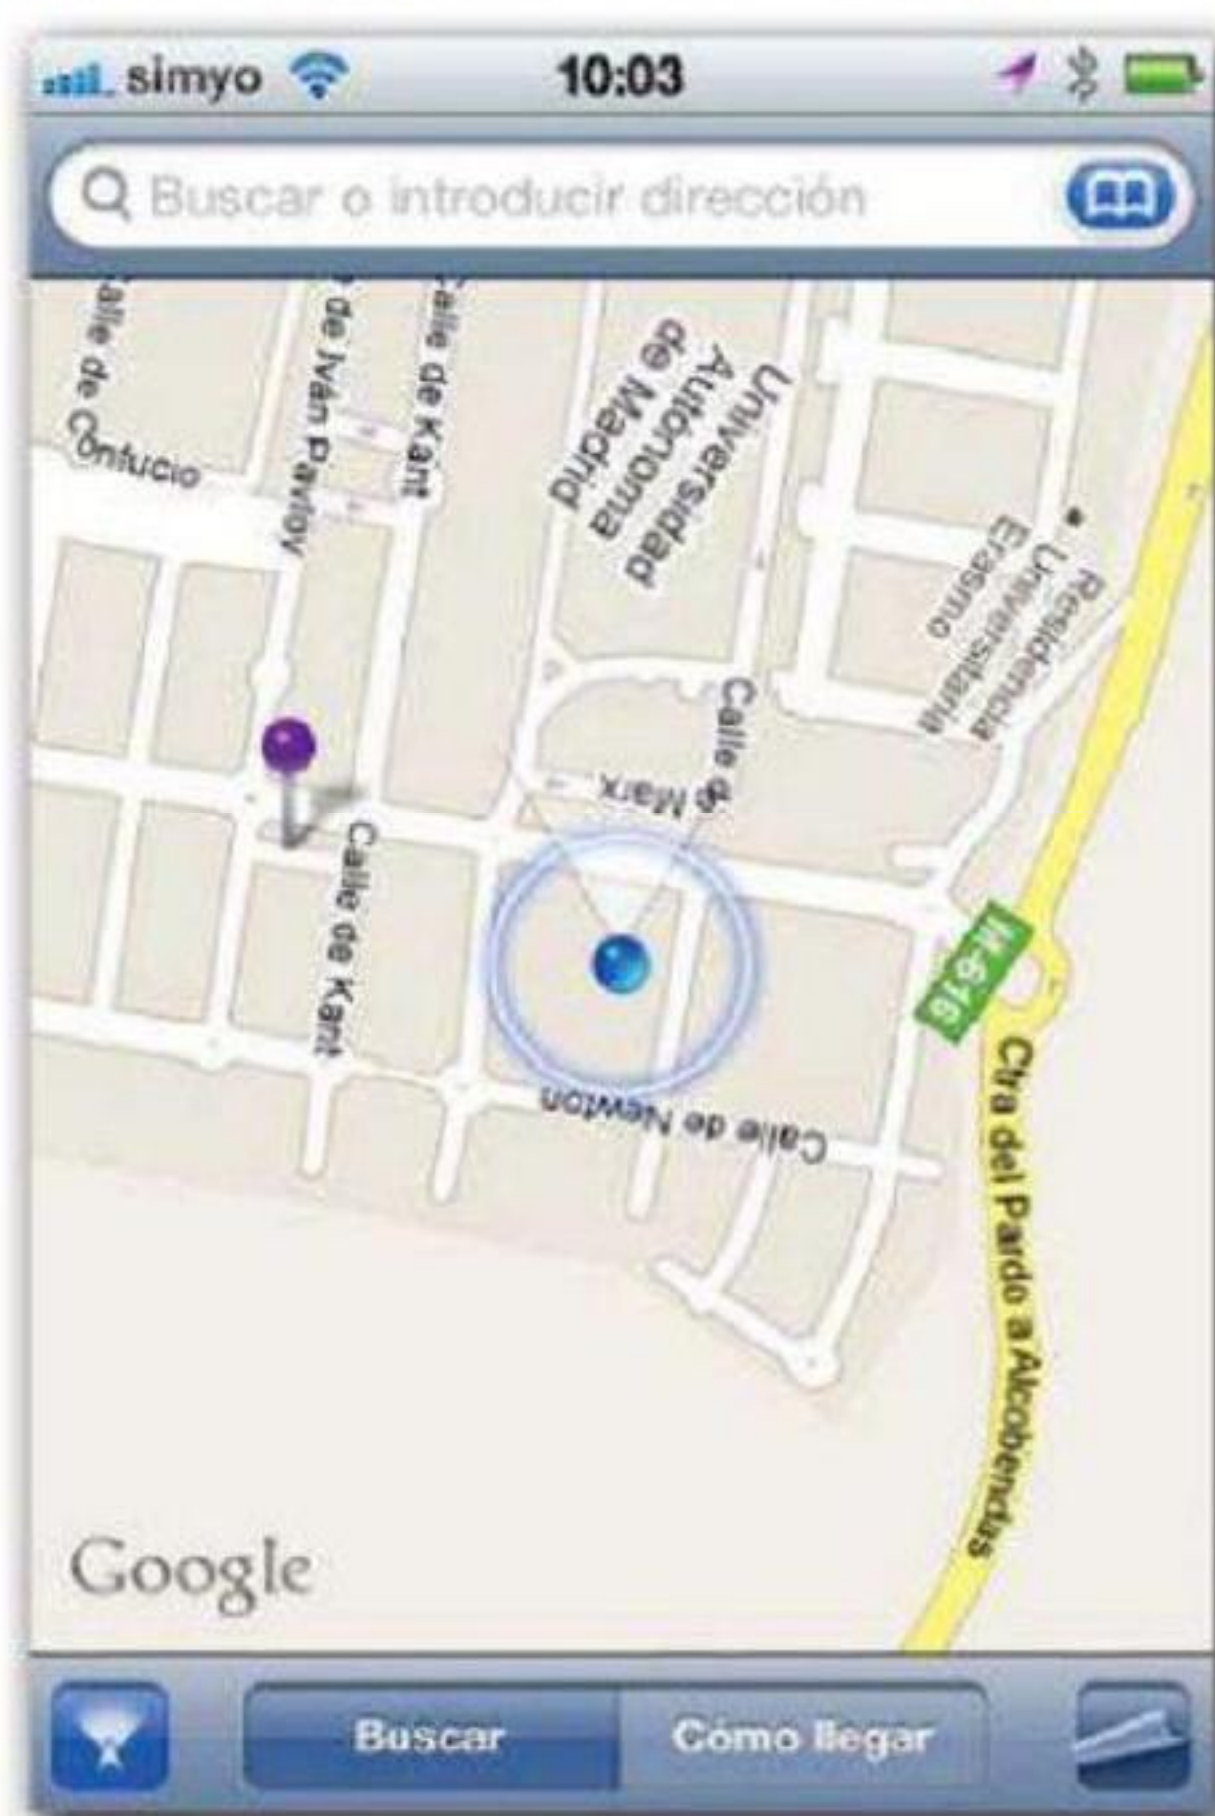 simyo
10:03
Buscar o introducir dirección
Calle de
Confucio
de Iván Pavlov
Calle de Kant
Universidad
Autónoma
de Madrid
Residencia
Universitaria
Erasmo
Calle de
Marx
Calle de Kant
M-616
Calle de Newton
Ctra del Pardo a Alcobendas
Google
Buscar
Cómo llegar